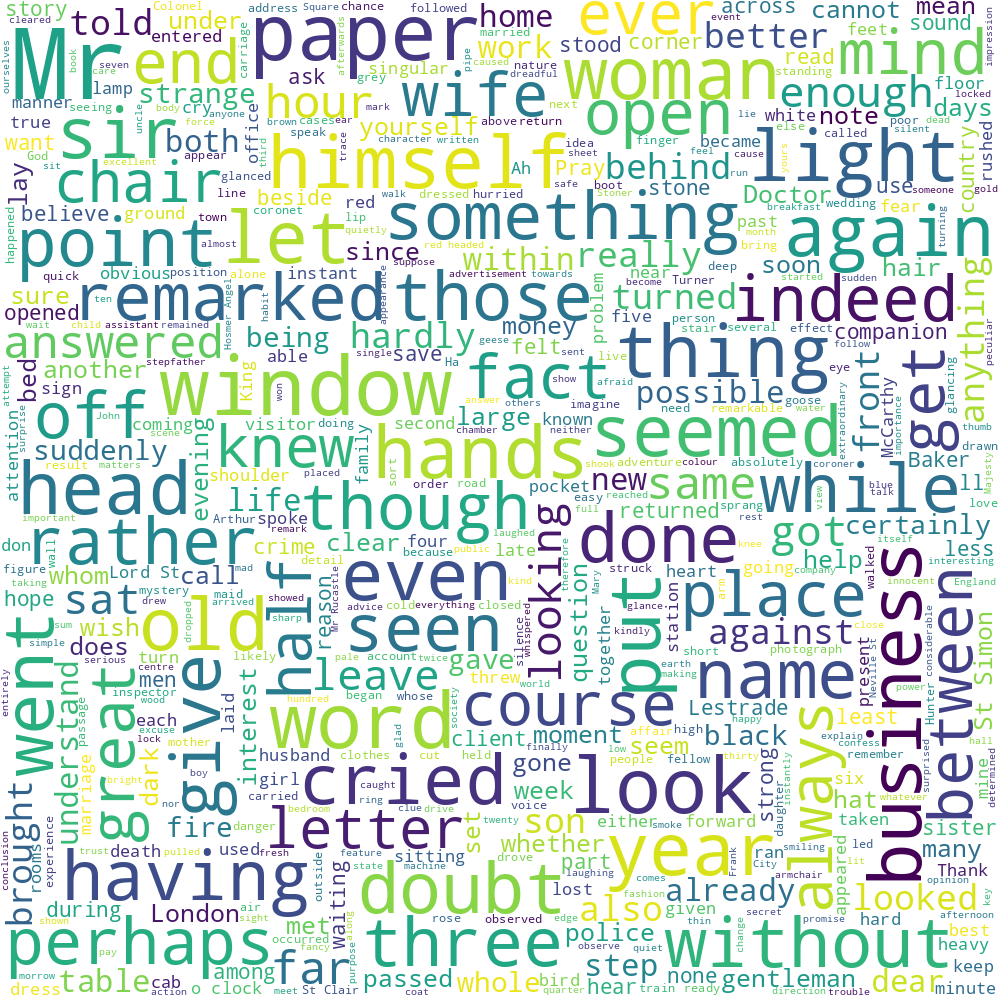 Mr
paper
ever
woman
mind
told
under
home
across
cannot
mean
story
address
Square
chance
followed
Colonel
cleared
entered
end
work
stood
corner
better
read
sound
feet
event
ourselves
book
care
seven
carriage
afterwards
pipe
married
caused
grey
dreadful
ask
singular
wife
open
enough
days
standing
impression
many
lamp
strange
hour
floor
locked
seeing
boy
manner
cry
anyone
cases
ear
nature
next
lie
white
note
became
else
poor
dead
silent
true
uncle
body
force
mark
brown
speak
above
return
finger
feel
called
want
God
appear
office
third
trace
character
written
idea
sheet
cause
run
yours
someone
gold
sir
both
yourself
Ah
Pray
behind
light
use
rushed
country
sit
excellent
glanced
himself
safe
boot
stone
Doctor
breakfast
wedding
fear
afternoon
lay
chair
line
beside
walk
dressed
hurried
Stoner
past
month
bring
turning
happened
believe
ground
town
coronet
red
lip
quietly
something
near
deep
again
point
let
almost
since
within
really
soon
hair
anything
quick
obvious
position
alone
instant
red headed
suppose
advertisement
towards
become
Turner
started
sudden
sure
opened
ten
Hosmer Angel
habit
appearance
remarked
those
turned
problem
indeed
wait
child
assistant
remained
answered
being
hardly
money
five
person
several
stair
effect
companion
follow
peculiar
another
stepfather
able
save
felt
Ha
geese
sent
live
afraid
thing
possible
eye
front
get
glancing
attempt
surprise
bed
sign
King
won
single
answer
others
show
imagine
need
remarkable
goose
water
extraordinary
McCarthy
importance
off
John
coming
visitor
doing
window
fact
large
second
known
neither
chamber
seemed
thumb
drawn
attention
suddenly
scene
result
matters
evening
shoulder
knew
family
placed
sort
hands
shook
adventure
colour
absolutely
coroner
Baker
Majesty
head
important
life
order
road
pocket
new
same
while
ll
blue
talk
love
Arthur
spoke
remark
though
easy
reached
full
returned
sprang
rest
view
certainly
don
rather
wall
crime
clear
four
because
late
laughed
done
got
help
itself
less
interesting
figure
taking
whom
Lord St
mad
detail
public
looking
therefore
struck
heart
knee
going
company
walked
innocent
England
hope
sat
mystery
drew
call
maid
arrived
showed
half
reason
Mr Rucastle
advice
cold
everything
closed
even
kind
silence
whispered
question
Mary
kindly
glance
station
arm
place
close
between
sum
simple
wish
old
dropped
sharp
seen
together
put
earth
making
short
photograph
against
present
Neville St
power
considerable
St Simon
entirely
went
does
turn
serious
centre
men
likely
pale
account
twice
gave
world
name
Hunter
hall
determined
understand
inspector
wood
passage
excuse
each
laid
give
interest
leave
began
whose
threw
society
word
course
client
moment
affair
high
happy
Lestrade
least
explain
confess
surprised
milne
great
marriage
dark
lock
mother
hundred
husband
glad
clothes
cut
held
finally
low
people
seem
fellow
black
thirty
strong
always
six
remember
business
brought
rooms
nor
bright
girl
carried
caught
cried
gone
week
look
daughter
instantly
hat
taken
whatever
sister
conclusion
experience
fire
danger
bedroom
ring
clue
drive
letter
voice
twenty
smoke
set
son
either
forward
Frank
City
ran
smiling
led
lit
opinion
having
trust
death
pulled
used
fresh
outside
feature
state
machine
sitting
drove
laughing
doubt
whether
comes
fashion
part
year
armchair
already
appeared
looked
Thank
key
shown
during
London
air
sight
waiting
lost
rose
observed
edge
also
thin
given
secret
promise
hard
best
perhaps
pay
met
occurred
fancy
purpose
along
three
observe
quiet
police
change
without
heavy
dress
morrow
table
cab
action
o clock
among
meet
St Clair
far
coat
passed
quarter
whole
hear
bird
train
ready
step
none
gentleman
direction
trouble
dear
keep
minute